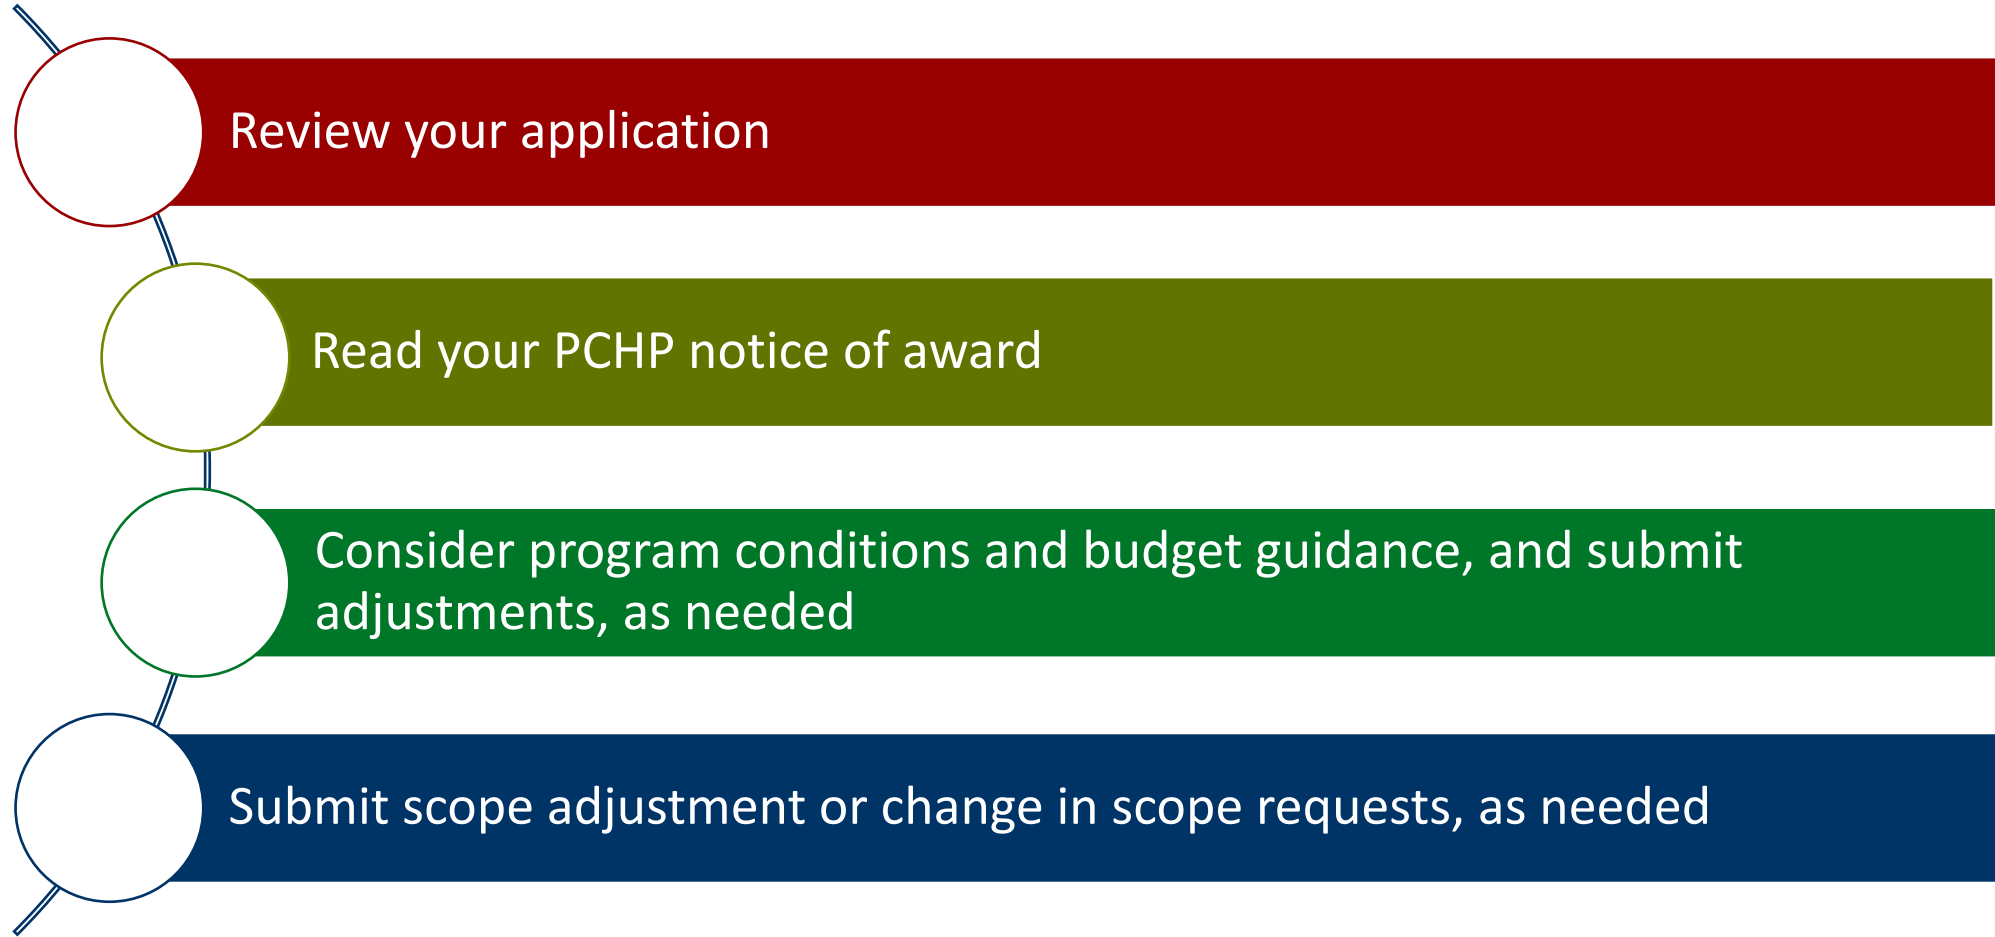 Review your application
Read your PCHP notice of award
Consider program conditions and budget guidance, and submit
adjustments, as needed
Submit scope adjustment or change in scope requests, as needed